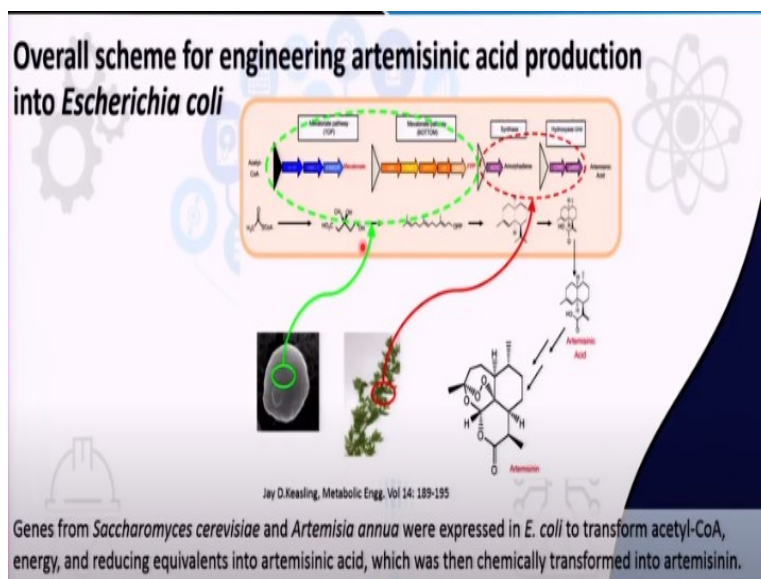 Overall scheme for engineering artemisinic acid production
into Escherichia coli
Mevalonate pathway
(TOP)
Mevalonate pathway
(BOTTOM)
Synthase
Hydroxylase Unit
Acetyl-
CoA
Mevalonate
FPP
Amorphadiene
Artemisinic
Acid
Artemisinic
Acid
Artemisinin
Jay D.Keasling, Metabolic Engg. Vol 14: 189-195
Genes from Saccharomyces cerevisiae and Artemisia annua were expressed in E. coli to transform acetyl-CoA,
energy, and reducing equivalents into artemisinic acid, which was then chemically transformed into artemisinin.